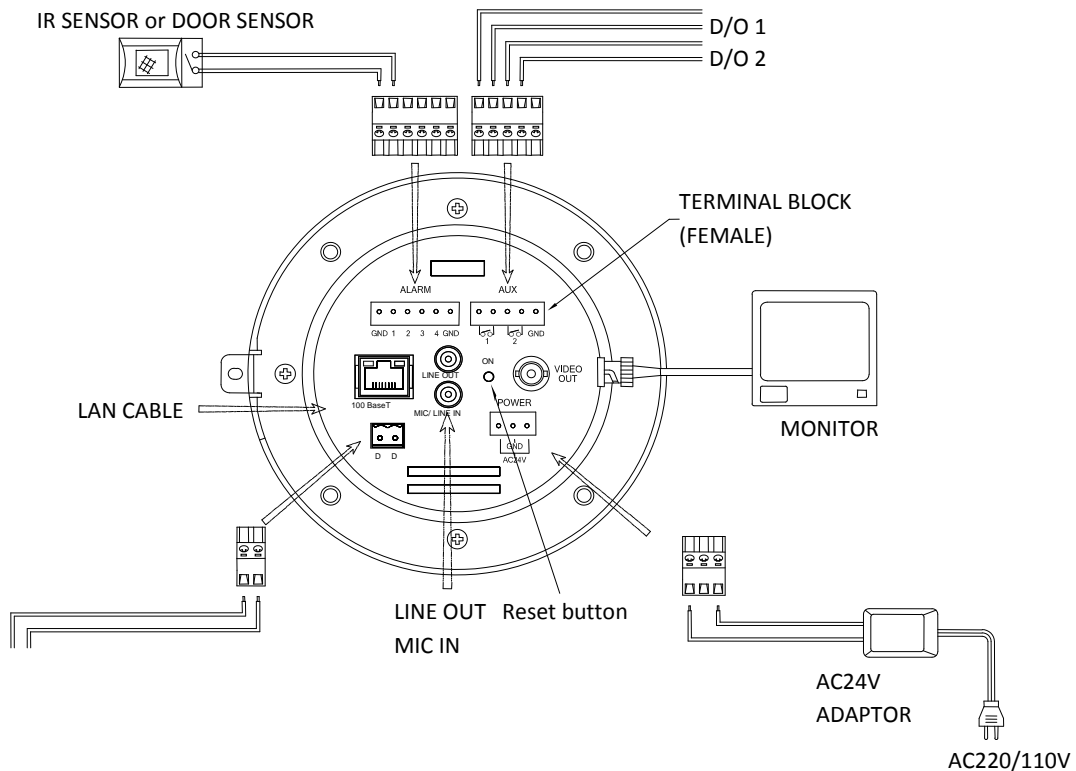 IR SENSOR or DOOR SENSOR
D/O 1
D/O 2
TERMINAL BLOCK
(FEMALE)
ALARM
AUX
GND 1 2 3 4 GND
1 2 GND
LINE OUT
ON
VIDEO
OUT
100 BaseT
MIC/ LINE IN
POWER
GND
AC24V
D D
LAN CABLE
MONITOR
LINE OUT
MIC IN
Reset button
AC24V
ADAPTOR
AC220/110V